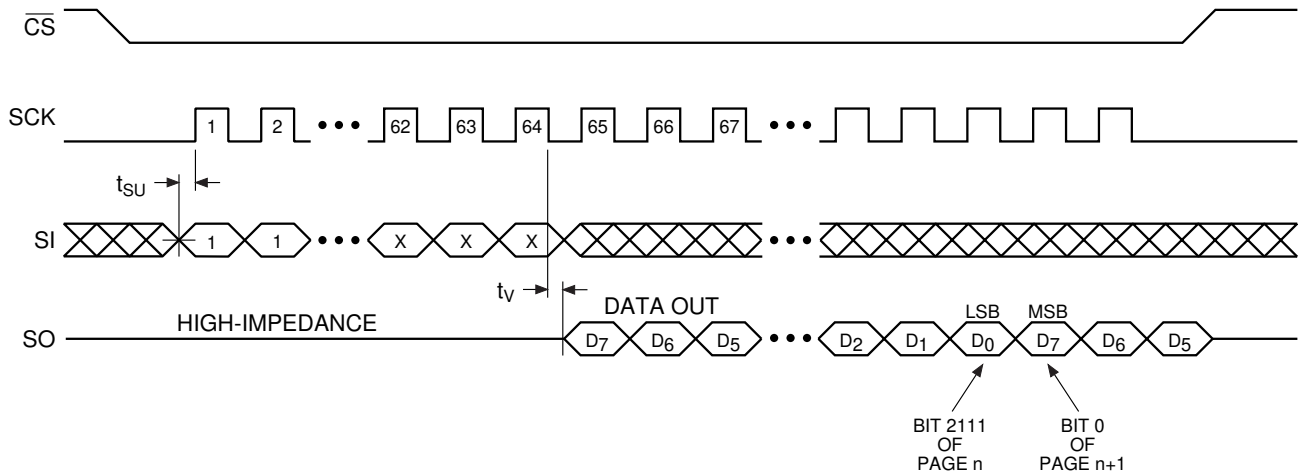 CS
SCK 1 2 ••• 62 63 64 65 66 67 •••
tSU
SI 1 1 ••• X X X •••
tV
HIGH-IMPEDANCE DATA OUT LSB MSB
SO D7 D6 D5 ••• D2 D1 D0 D7 D6 D5
BIT 2111 BIT 0
OF OF
PAGE n PAGE n+1